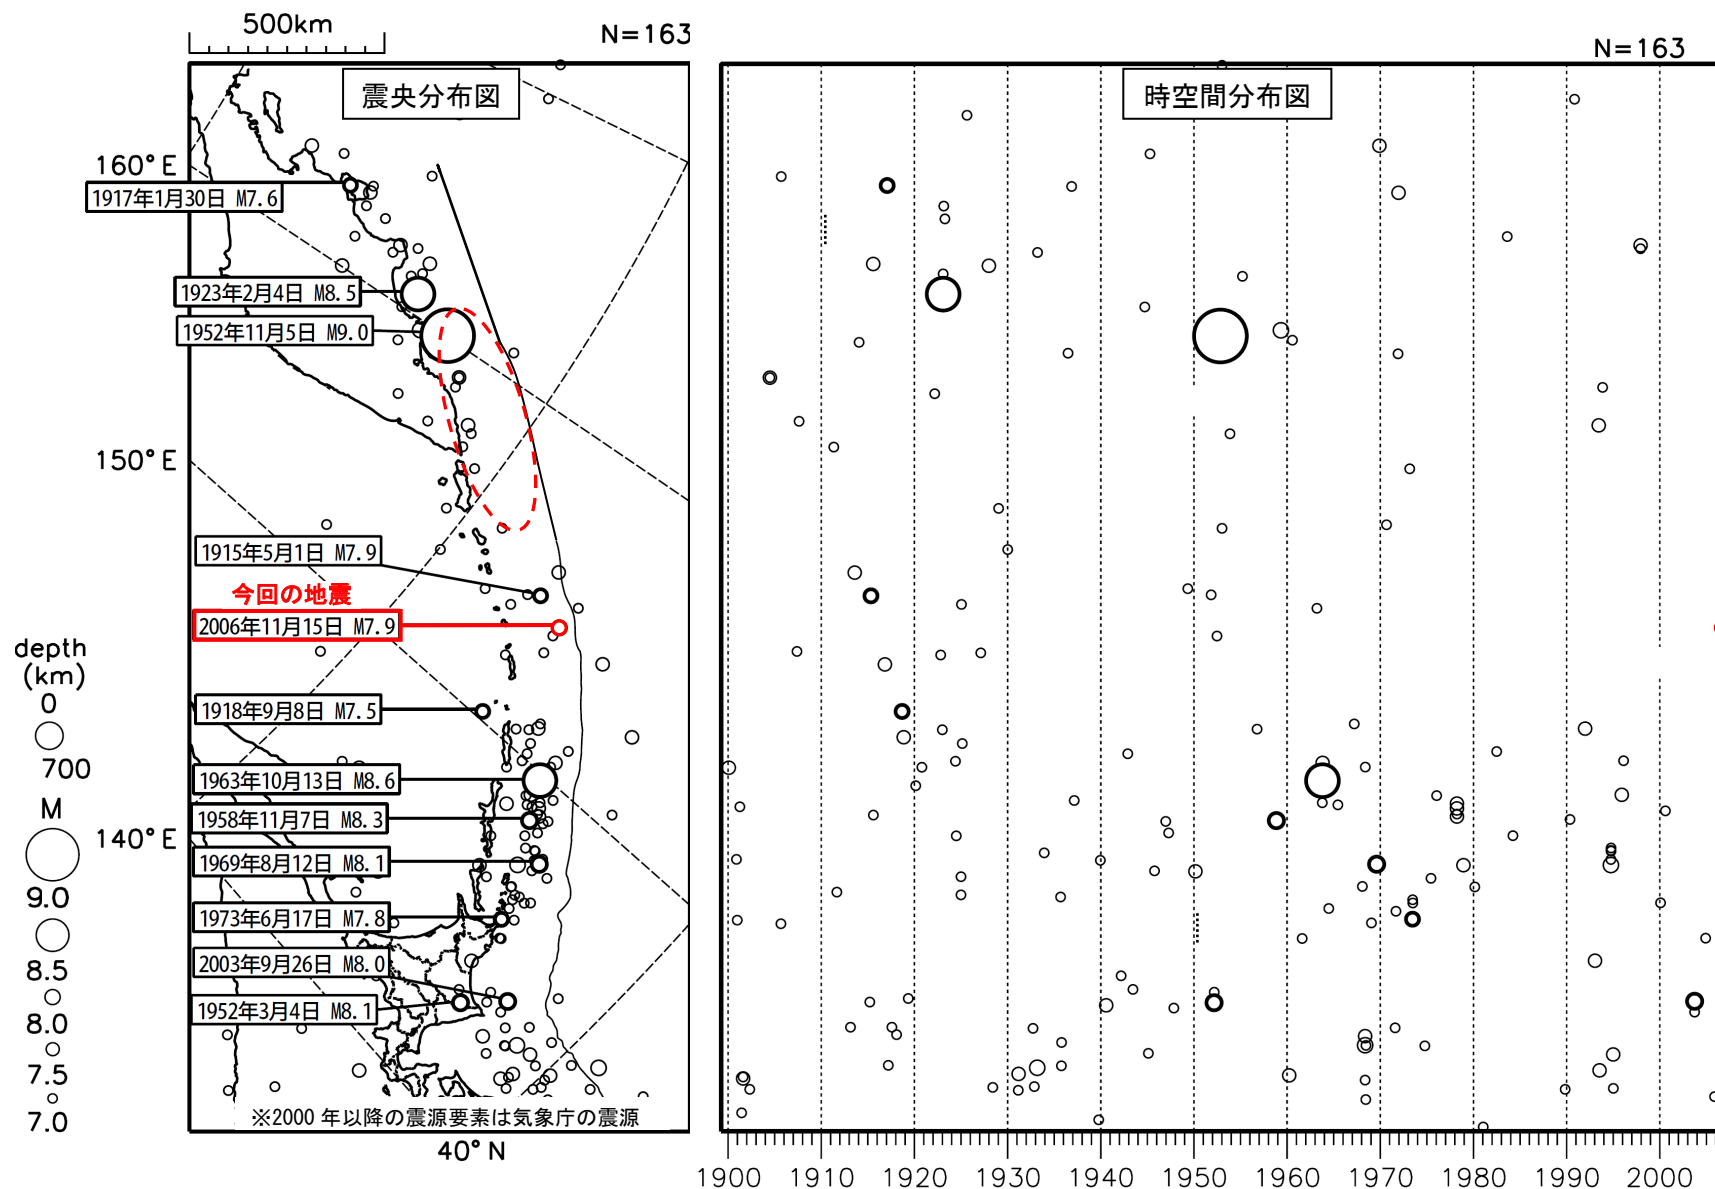 500km
N=163
震央分布図
160°E
1917年1月30日 M7.6
1923年2月4日 M8.5
1952年11月5日 M9.0
150°E
1915年5月1日 M7.9
今回の地震
2006年11月15日 M7.9
1918年9月8日 M7.5
1963年10月13日 M8.6
1958年11月7日 M8.3
140°E
1969年8月12日 M8.1
1973年6月17日 M7.8
2003年9月26日 M8.0
1952年3月4日 M8.1
※2000 年以降の震源要素は気象庁の震源
40°N
depth
(km)
0
700
M
9.0
8.5
8.0
7.5
7.0
N=163
時空間分布図
1900 1910 1920 1930 1940 1950 1960 1970 1980 1990 2000